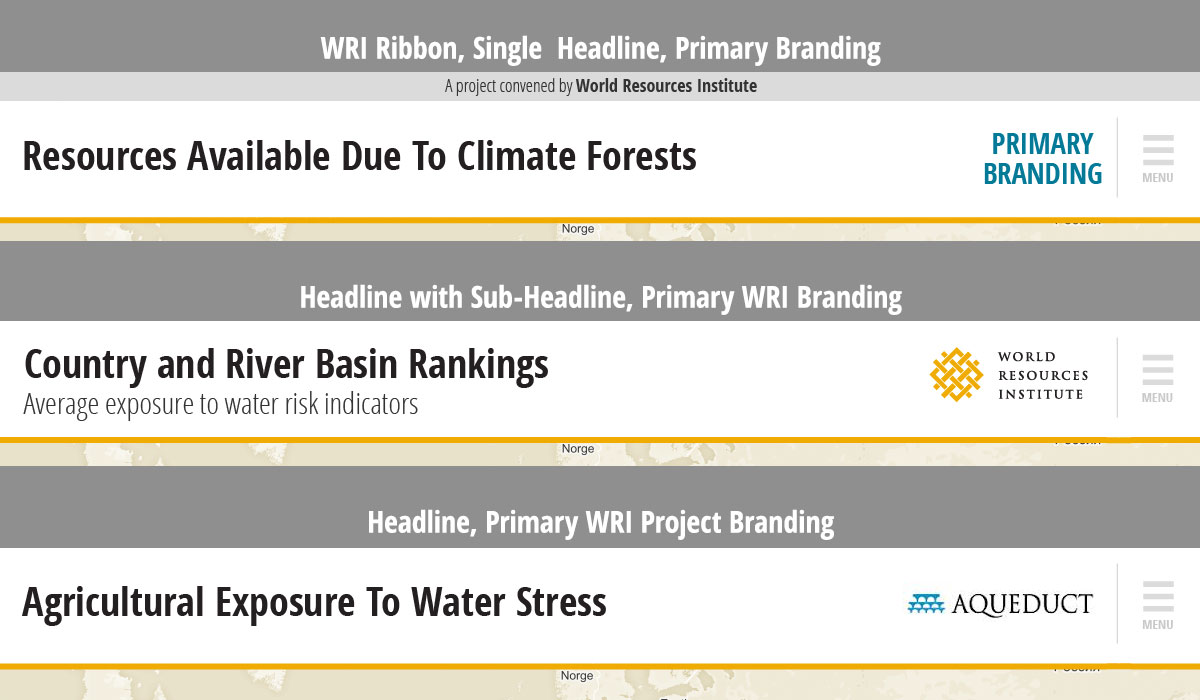 WRI Ribbon, Single Headline, Primary Branding
A project convened by World Resources Institute
Resources Available Due To Climate Forests
PRIMARY
BRANDING
MENU
Norge
Headline with Sub-Headline, Primary WRI Branding
Country and River Basin Rankings
Average exposure to water risk indicators
WORLD
RESOURCES
INSTITUTE
MENU
Norge
Headline, Primary WRI Project Branding
Agricultural Exposure To Water Stress
AQUEDUCT
MENU
Norge